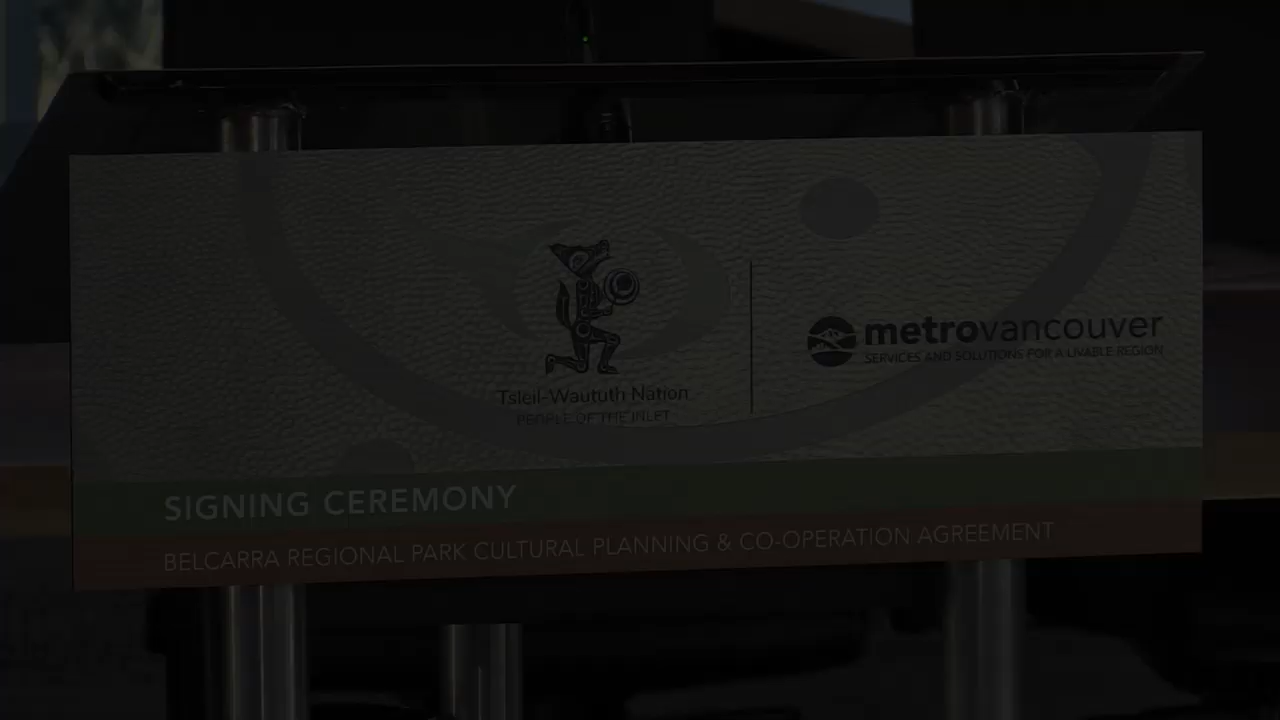 Tsleil-Waututh Nation
PEOPLE OF THE INLET
metrovancouver
SERVICES AND SOLUTIONS FOR A LIVABLE REGION
SIGNING CEREMONY
BELCARRA REGIONAL PARK CULTURAL PLANNING & CO-OPERATION AGREEMENT